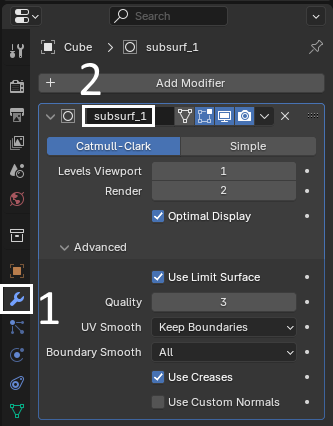 Search
Cube > subsurf_1
2
+ Add Modifier
subsurf_1
Catmull-Clark Simple
Levels Viewport 1
Render 2
Optimal Display
Advanced
Use Limit Surface
Quality 3
1
UV Smooth Keep Boundaries
Boundary Smooth All
Use Creases
Use Custom Normals